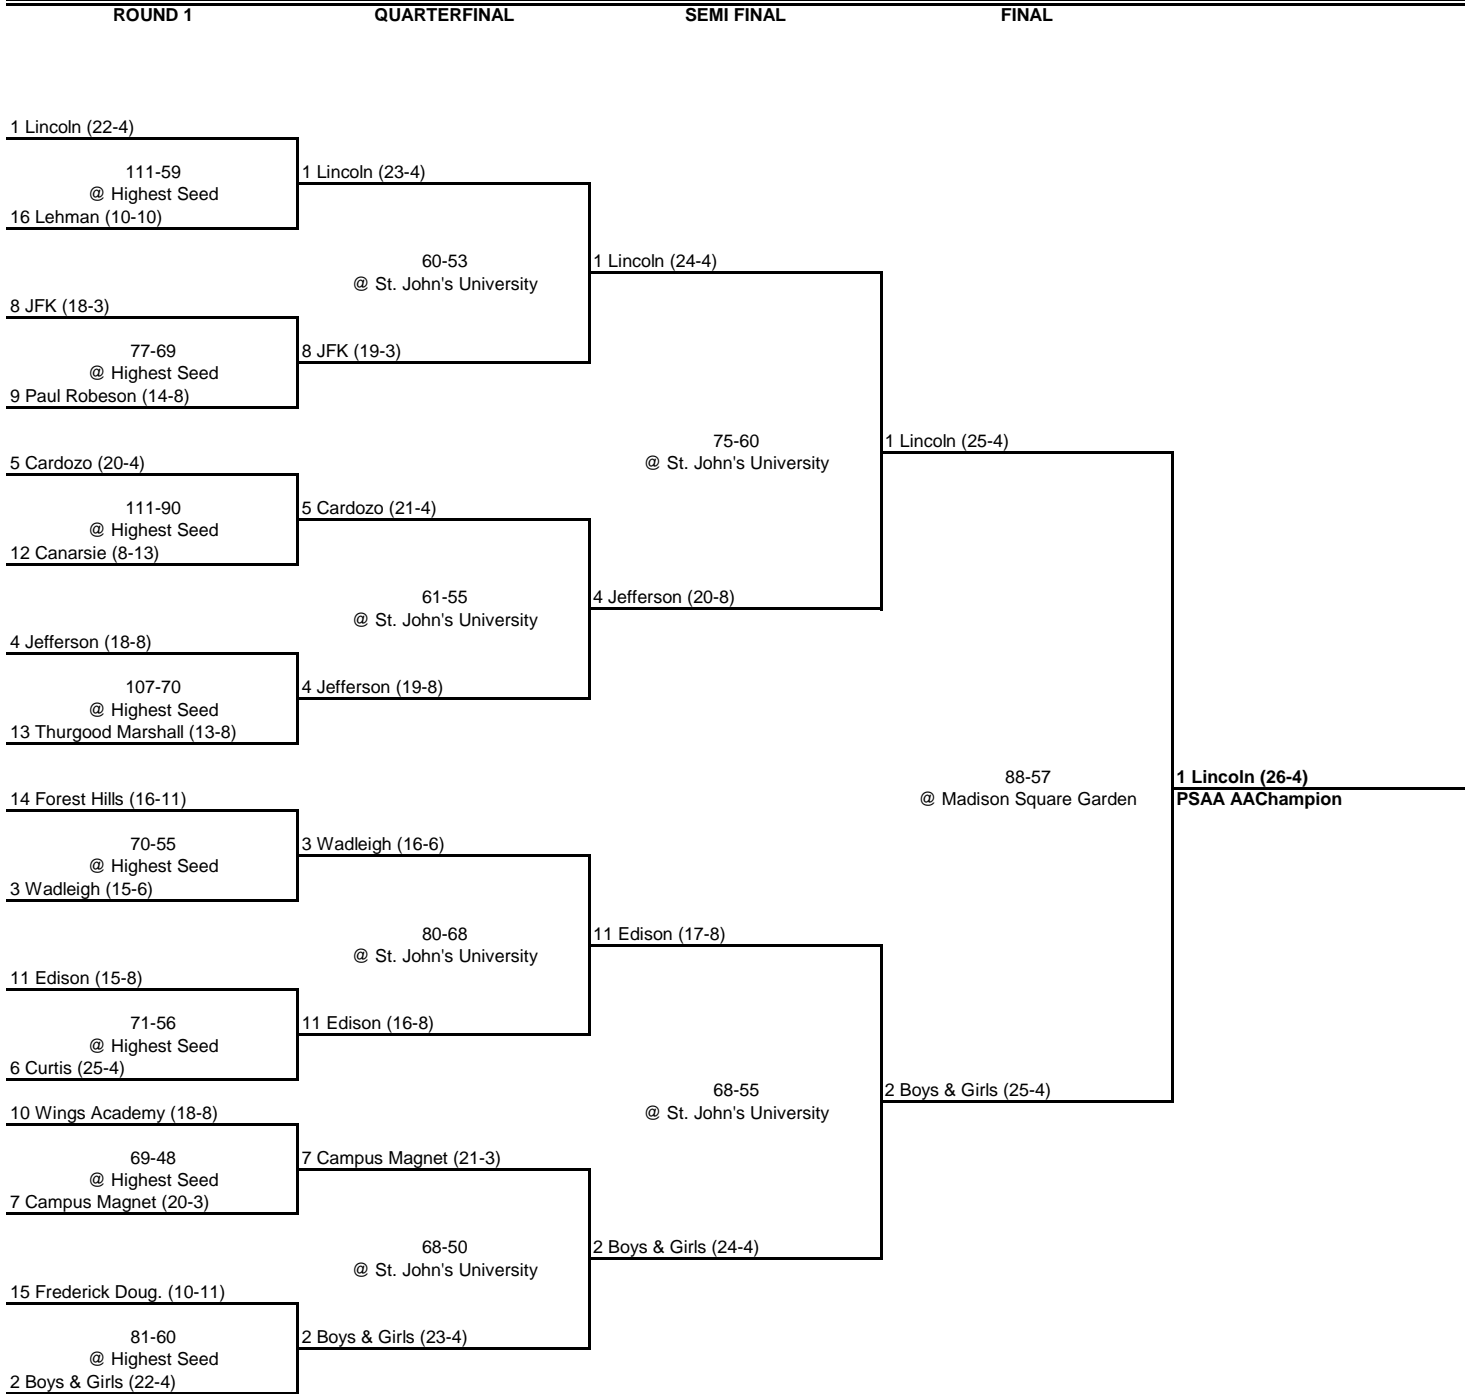 ROUND 1 QUARTERFINAL SEMI FINAL FINAL
1 Lincoln (22-4)
111-59
@ Highest Seed
16 Lehman (10-10)
1 Lincoln (23-4)
60-53
@ St. John's University
1 Lincoln (24-4)
8 JFK (18-3)
77-69
@ Highest Seed
9 Paul Robeson (14-8)
8 JFK (19-3)
75-60
@ St. John's University
1 Lincoln (25-4)
5 Cardozo (20-4)
111-90
@ Highest Seed
12 Canarsie (8-13)
5 Cardozo (21-4)
61-55
@ St. John's University
4 Jefferson (20-8)
4 Jefferson (18-8)
107-70
@ Highest Seed
13 Thurgood Marshall (13-8)
4 Jefferson (19-8)
88-57
@ Madison Square Garden
1 Lincoln (26-4)
PSAA AAChampion
14 Forest Hills (16-11)
70-55
@ Highest Seed
3 Wadleigh (15-6)
3 Wadleigh (16-6)
80-68
@ St. John's University
11 Edison (17-8)
11 Edison (15-8)
71-56
@ Highest Seed
6 Curtis (25-4)
11 Edison (16-8)
68-55
@ St. John's University
2 Boys & Girls (25-4)
10 Wings Academy (18-8)
69-48
@ Highest Seed
7 Campus Magnet (20-3)
7 Campus Magnet (21-3)
68-50
@ St. John's University
2 Boys & Girls (24-4)
15 Frederick Doug. (10-11)
81-60
@ Highest Seed
2 Boys & Girls (22-4)
2 Boys & Girls (23-4)